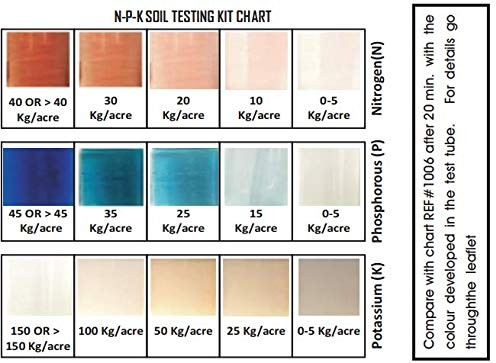 N-P-K SOIL TESTING KIT CHART
40 OR > 40 30 20 10 0-5
Kg/acre Kg/acre Kg/acre Kg/acre Kg/acre
Nitrogen(N)
45 OR > 45 35 25 15 0-5
Kg/acre Kg/acre Kg/acre Kg/acre Kg/acre
Phosphorous (P)
150 OR > 100 Kg/acre 50 Kg/acre 25 Kg/acre 0-5 Kg/acre
150 Kg/acre
Potassium (K)
Compare with chart REF#1006 after 20 min. with the
colour developed in the test tube. For details go
throughthe leaflet